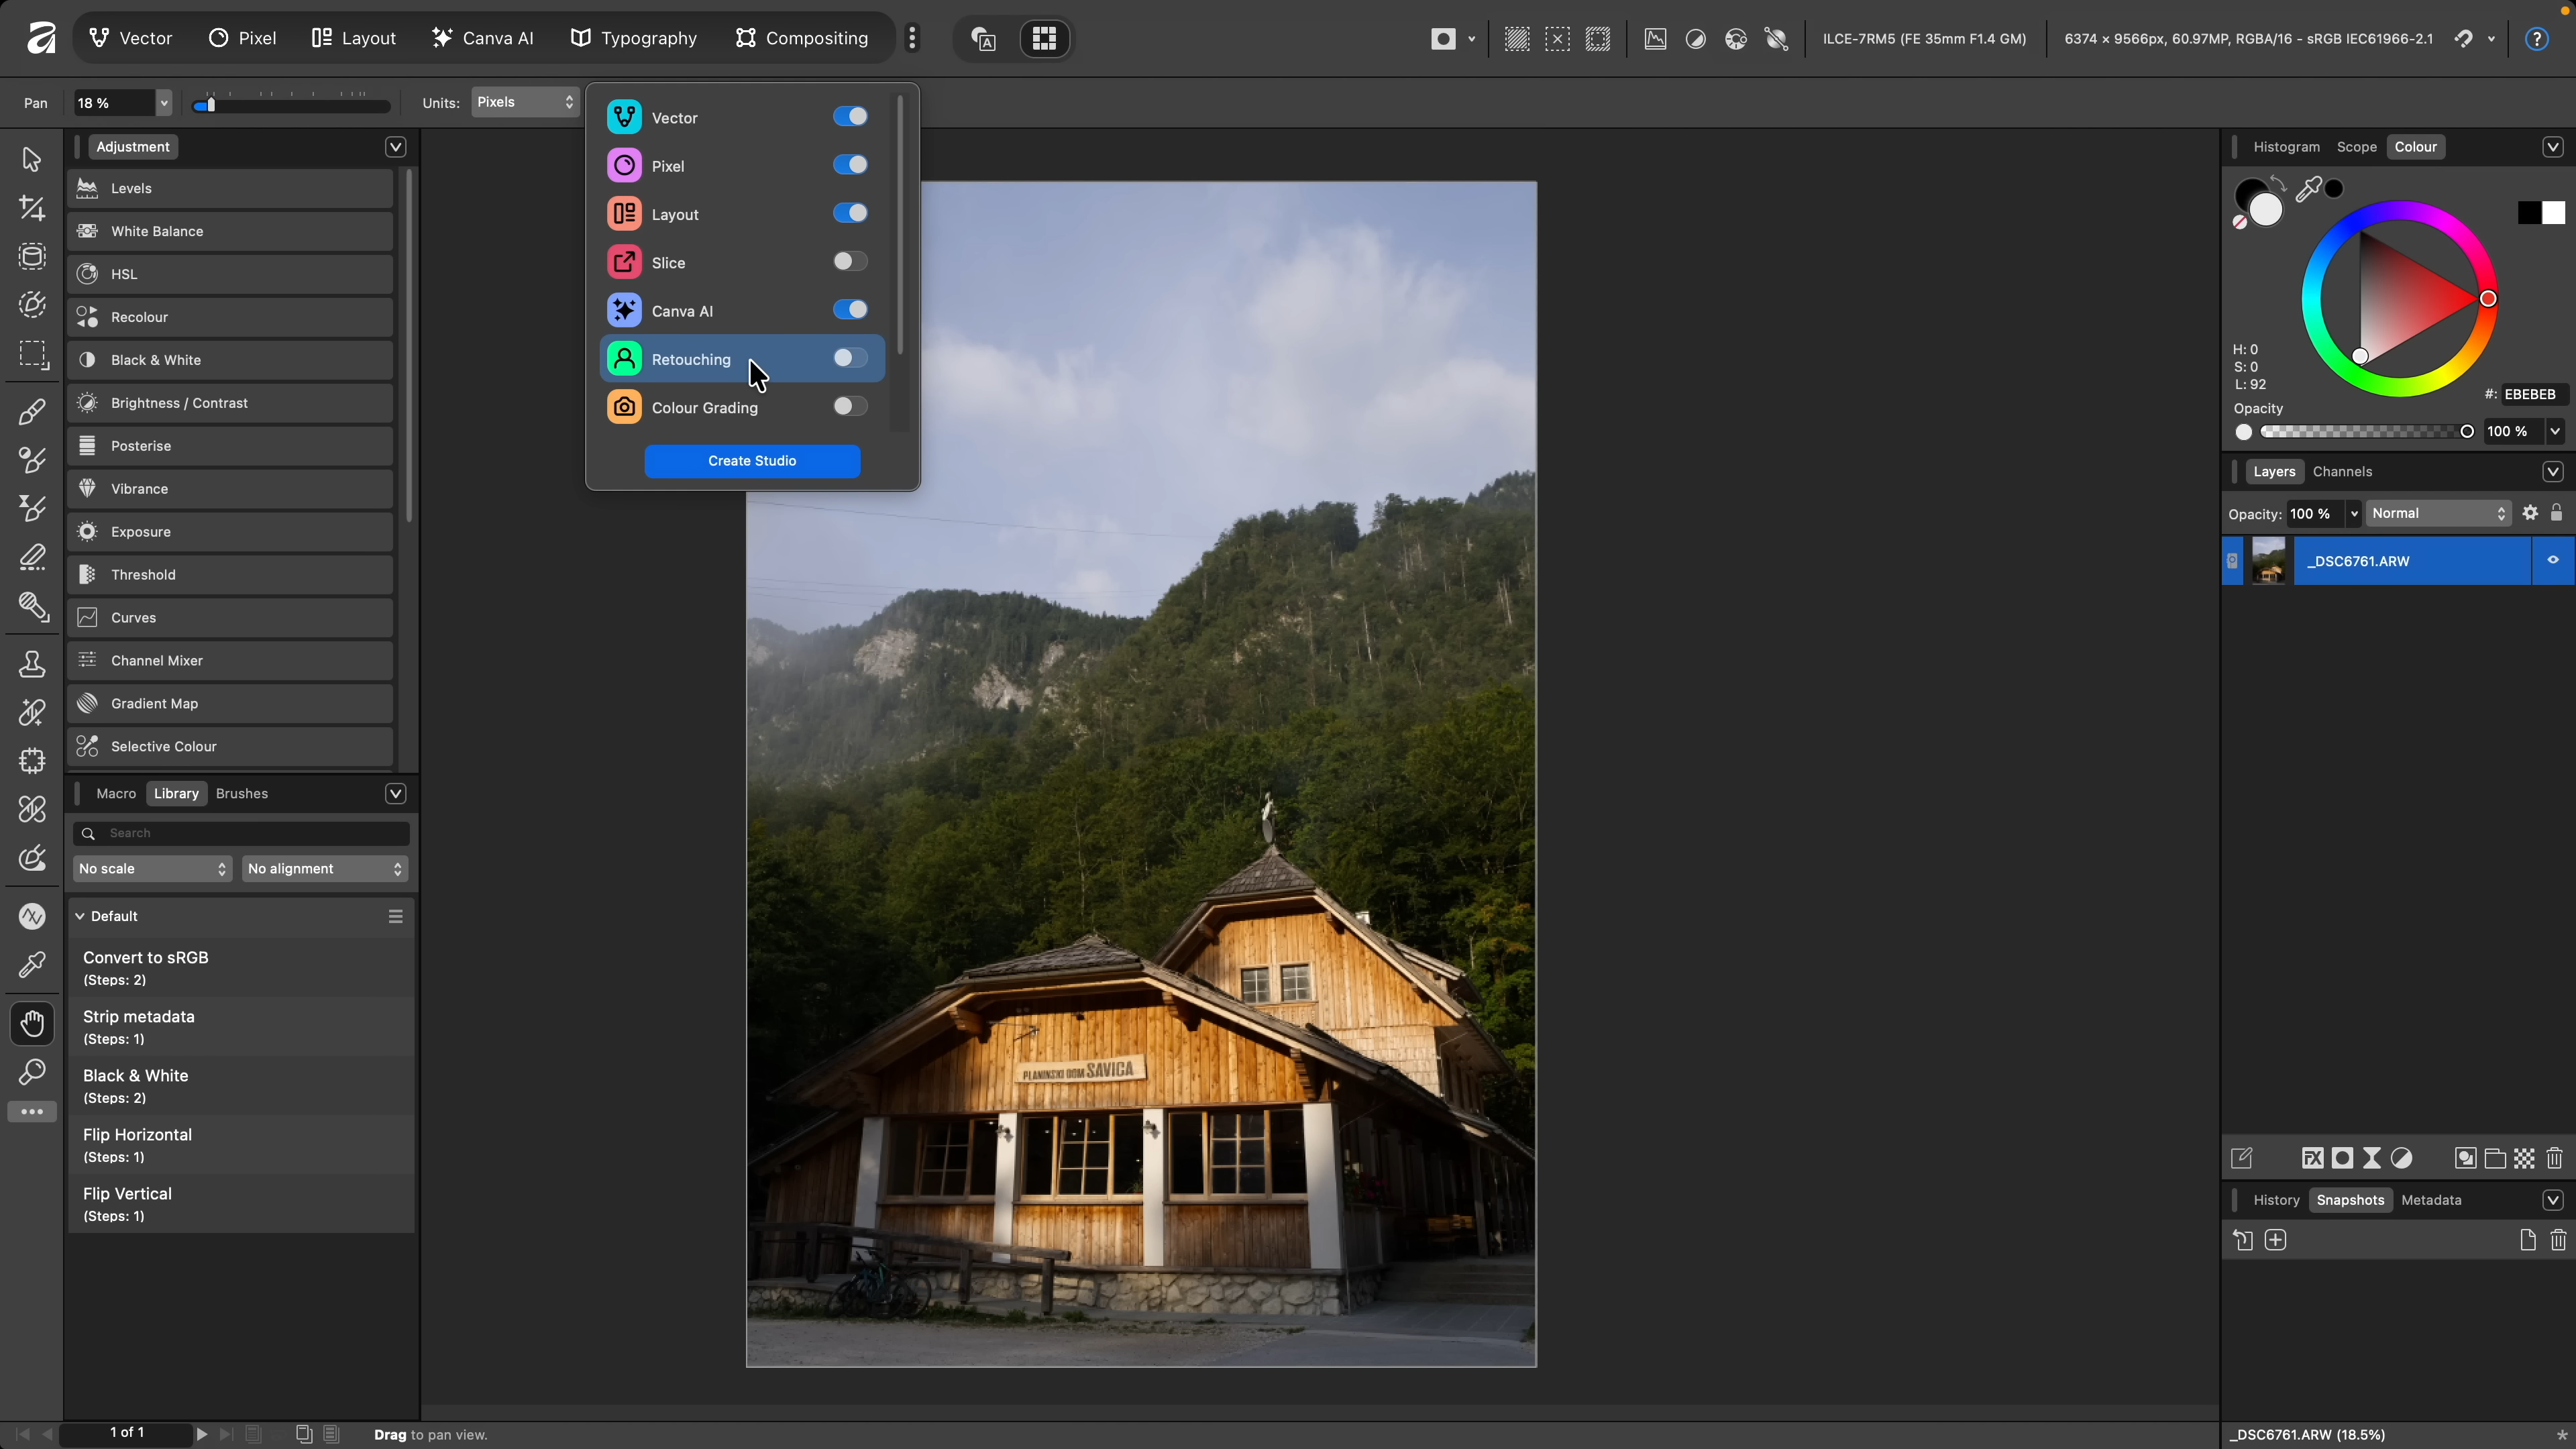 Vector
Pixel
Layout
Canva AI
Typography
Compositing
ILCE-7RM5 (FE 35mm F1.4 GM)
6374 × 9566px, 60.97MP, RGBA/16 - sRGB IEC61966-2.1
Pan
18 %
Units:
Pixels
Vector
Pixel
Layout
Slice
Canva AI
Retouching
Colour Grading
Create Studio
Adjustment
Levels
White Balance
HSL
Recolour
Black & White
Brightness / Contrast
Posterise
Vibrance
Exposure
Threshold
Curves
Channel Mixer
Gradient Map
Selective Colour
Macro
Library
Brushes
Search
No scale
No alignment
Default
Convert to sRGB
(Steps: 2)
Strip metadata
(Steps: 1)
Black & White
(Steps: 2)
Flip Horizontal
(Steps: 1)
Flip Vertical
(Steps: 1)
PLANINSKI DOM SAVICA
Histogram
Scope
Colour
H: 0
S: 0
L: 92
#: EBEBEB
Opacity
100 %
Layers
Channels
Opacity: 100 %
Normal
_DSC6761.ARW
History
Snapshots
Metadata
1 of 1
Drag to pan view.
_DSC6761.ARW (18.5%)